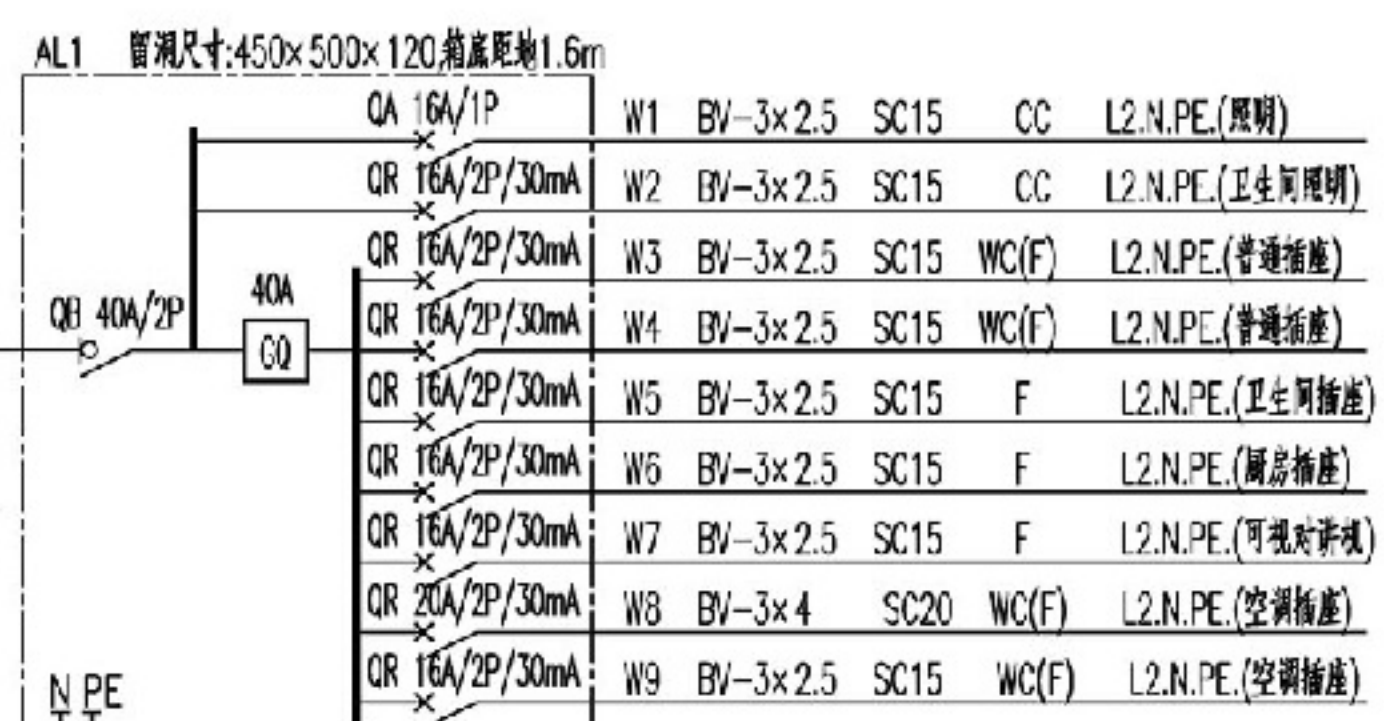 AL1 留洞尺寸:450×500×120,箱底距地1.6m
QA 16A/1P W1 BV-3×2.5 SC15 CC L2.N.PE.(照明)
QR 16A/2P/30mA W2 BV-3×2.5 SC15 CC L2.N.PE.(卫生间照明)
QR 16A/2P/30mA W3 BV-3×2.5 SC15 WC(F) L2.N.PE.(普通插座)
40A
QB 40A/2P
GQ
QR 16A/2P/30mA W4 BV-3×2.5 SC15 WC(F) L2.N.PE.(普通插座)
QR 16A/2P/30mA W5 BV-3×2.5 SC15 F L2.N.PE.(卫生间插座)
QR 16A/2P/30mA W6 BV-3×2.5 SC15 F L2.N.PE.(厨房插座)
QR 16A/2P/30mA W7 BV-3×2.5 SC15 F L2.N.PE.(可视对讲机)
QR 20A/2P/30mA W8 BV-3×4 SC20 WC(F) L2.N.PE.(空调插座)
QR 16A/2P/30mA W9 BV-3×2.5 SC15 WC(F) L2.N.PE.(空调插座)
N PE